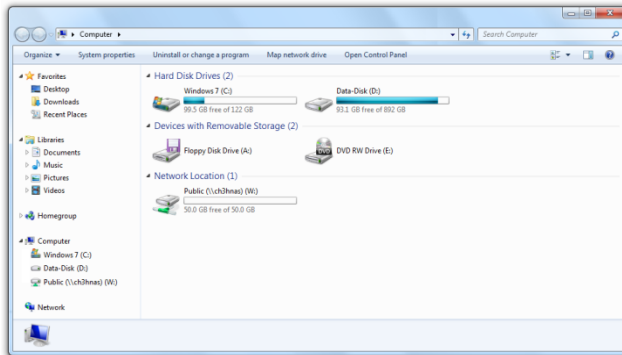 Computer
Search Computer
Organize
System properties
Uninstall or change a program
Map network drive
Open Control Panel
Favorites
Desktop
Downloads
Recent Places
Libraries
Documents
Music
Pictures
Videos
Homegroup
Computer
Windows 7 (C:)
Data-Disk (D:)
Public (\\ch3hnas) (W:)
Network
Hard Disk Drives (2)
Windows 7 (C:)
99.5 GB free of 122 GB
Data-Disk (D:)
93.1 GB free of 892 GB
Devices with Removable Storage (2)
Floppy Disk Drive (A:)
DVD RW Drive (E:)
DVD
Network Location (1)
Public (\\ch3hnas) (W:)
50.0 GB free of 50.0 GB